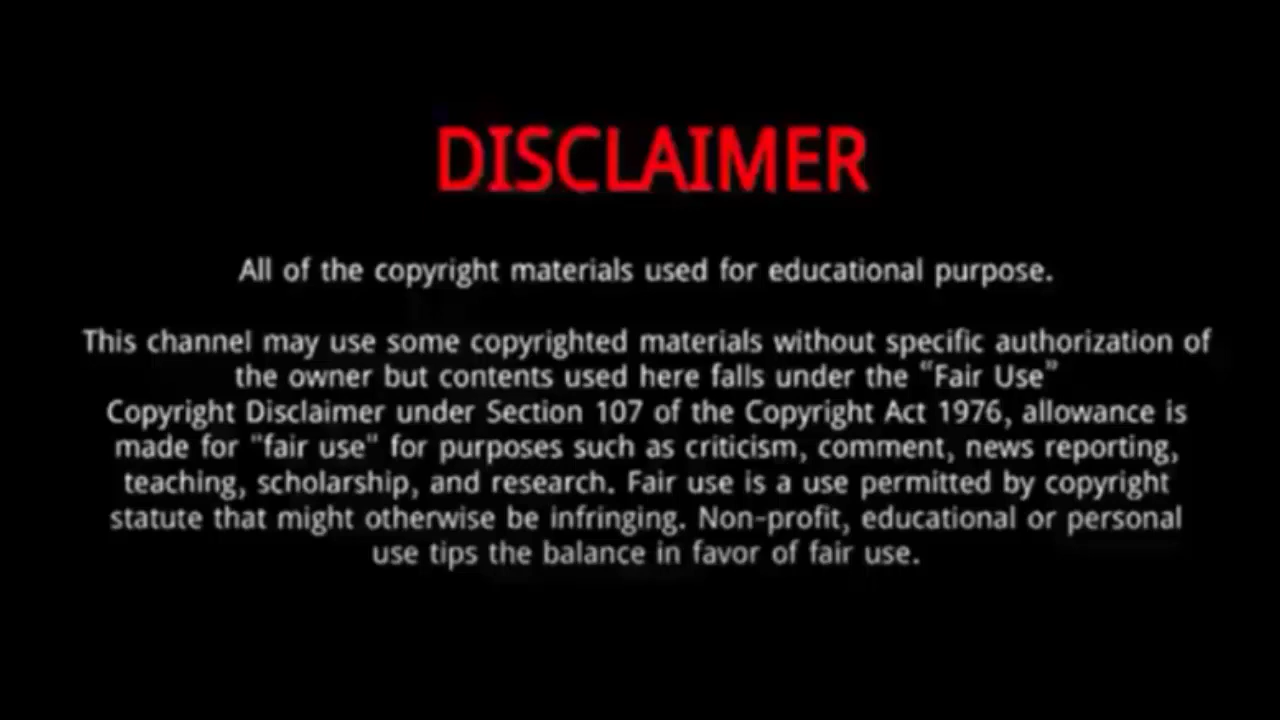 DISCLAIMER
All of the copyright materials used for educational purpose.
This channel may use some copyrighted materials without specific authorization of
the owner but contents used here falls under the “Fair Use”
Copyright Disclaimer under Section 107 of the Copyright Act 1976, allowance is
made for "fair use" for purposes such as criticism, comment, news reporting,
teaching, scholarship, and research. Fair use is a use permitted by copyright
statute that might otherwise be infringing. Non-profit, educational or personal
use tips the balance in favor of fair use.